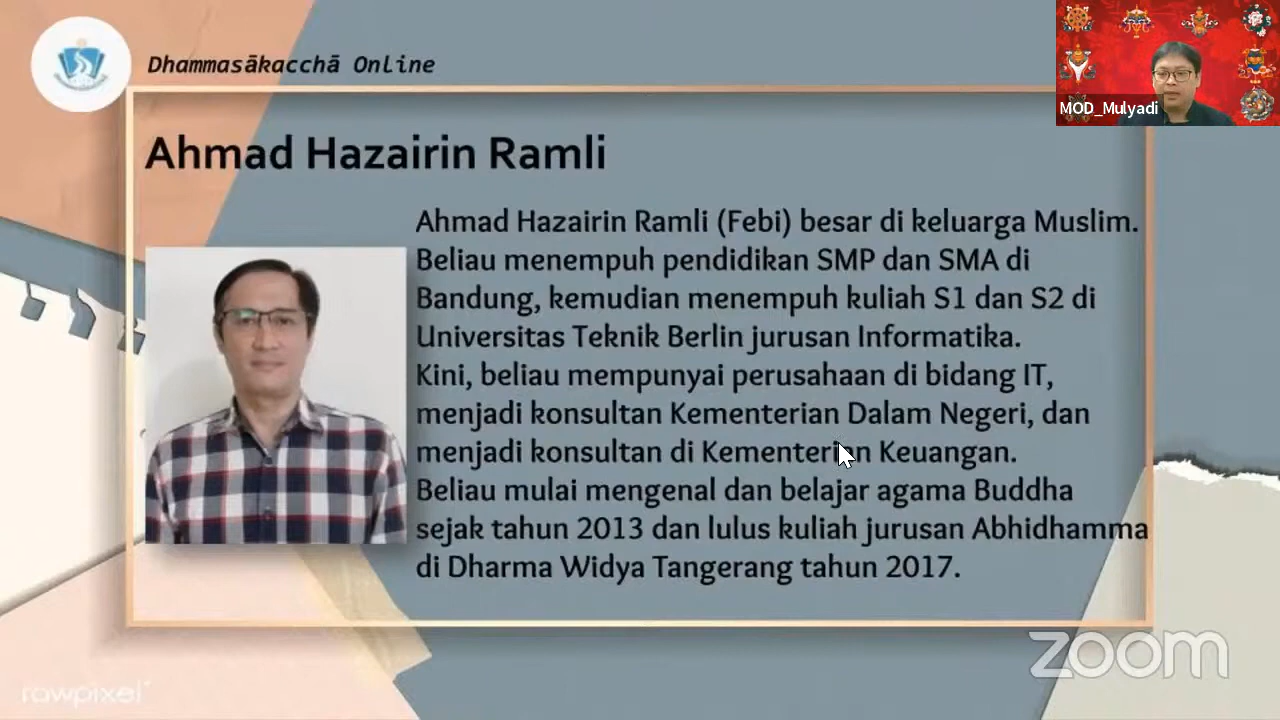 Dhammasākacchā Online
MOD_Mulyadi
Ahmad Hazairin Ramli
Ahmad Hazairin Ramli (Febi) besar di keluarga Muslim.
Beliau menempuh pendidikan SMP dan SMA di
Bandung, kemudian menempuh kuliah S1 dan S2 di
Universitas Teknik Berlin jurusan Informatika.
Kini, beliau mempunyai perusahaan di bidang IT,
menjadi konsultan Kementerian Dalam Negeri, dan
menjadi konsultan di Kementerian Keuangan.
Beliau mulai mengenal dan belajar agama Buddha
sejak tahun 2013 dan lulus kuliah jurusan Abhidhamma
di Dharma Widya Tangerang tahun 2017.
zoom
rawpixel